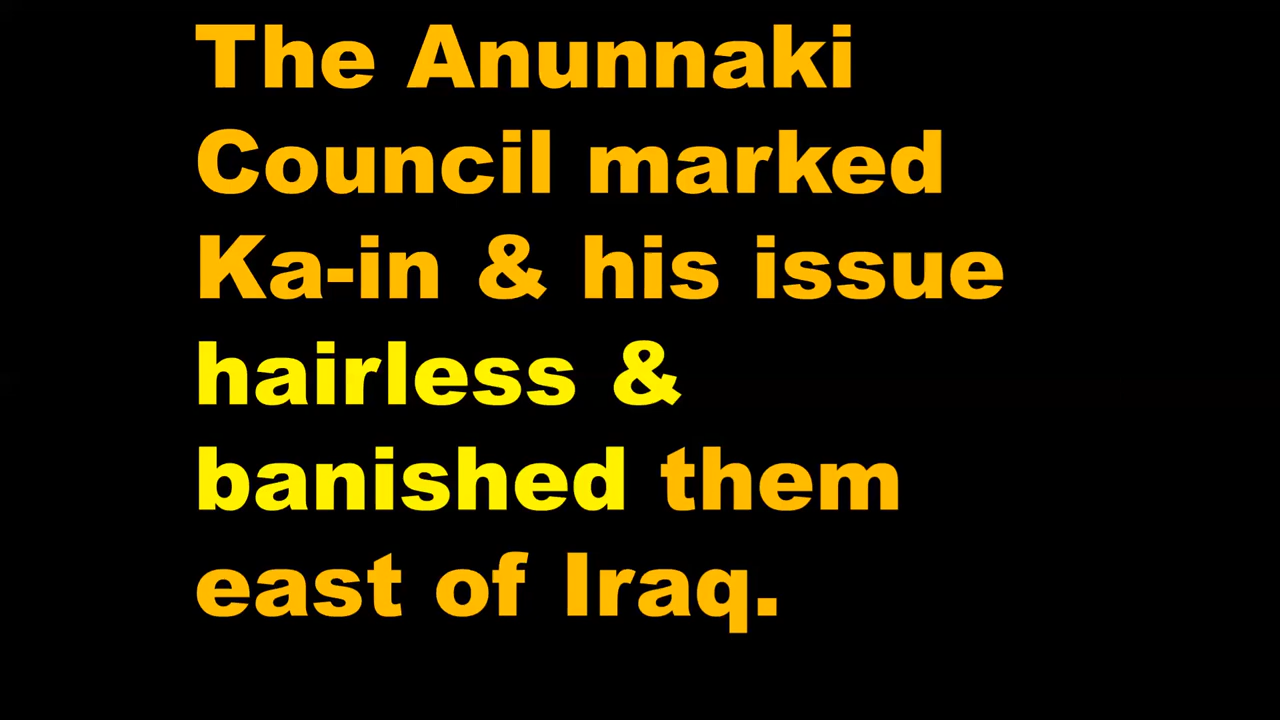 The Anunnaki
Council marked
Ka-in & his issue
hairless &
banished them
east of Iraq.